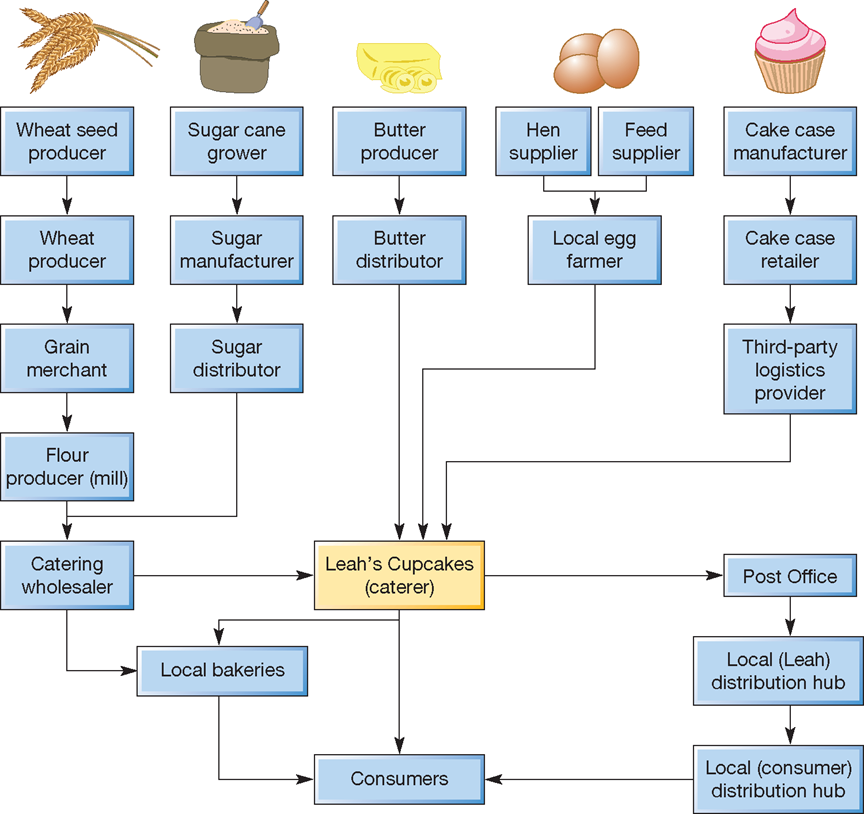 Wheat seed
producer
Sugar cane
grower
Butter
producer
Hen
supplier
Feed
supplier
Cake case
manufacturer
Wheat
producer
Sugar
manufacturer
Butter
distributor
Local egg
farmer
Cake case
retailer
Grain
merchant
Sugar
distributor
Third-party
logistics
provider
Flour
producer (mill)
Catering
wholesaler
Leah's Cupcakes
(caterer)
Post Office
Local bakeries
Local (Leah)
distribution hub
Consumers
Local (consumer)
distribution hub